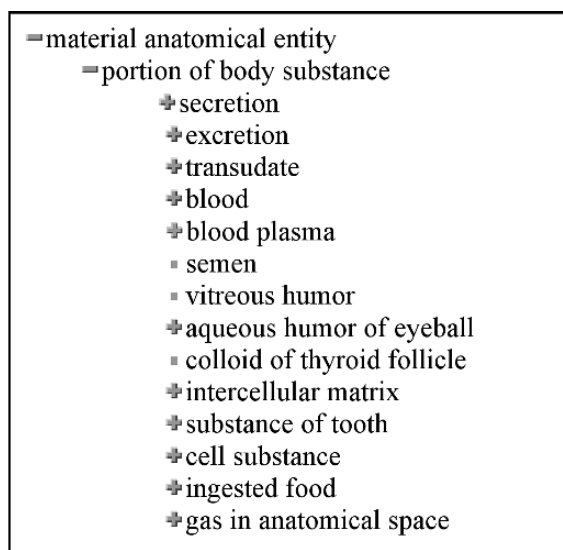 material anatomical entity
portion of body substance
secretion
excretion
transudate
blood
blood plasma
semen
vitreous humor
aqueous humor of eyeball
colloid of thyroid follicle
intercellular matrix
substance of tooth
cell substance
ingested food
gas in anatomical space